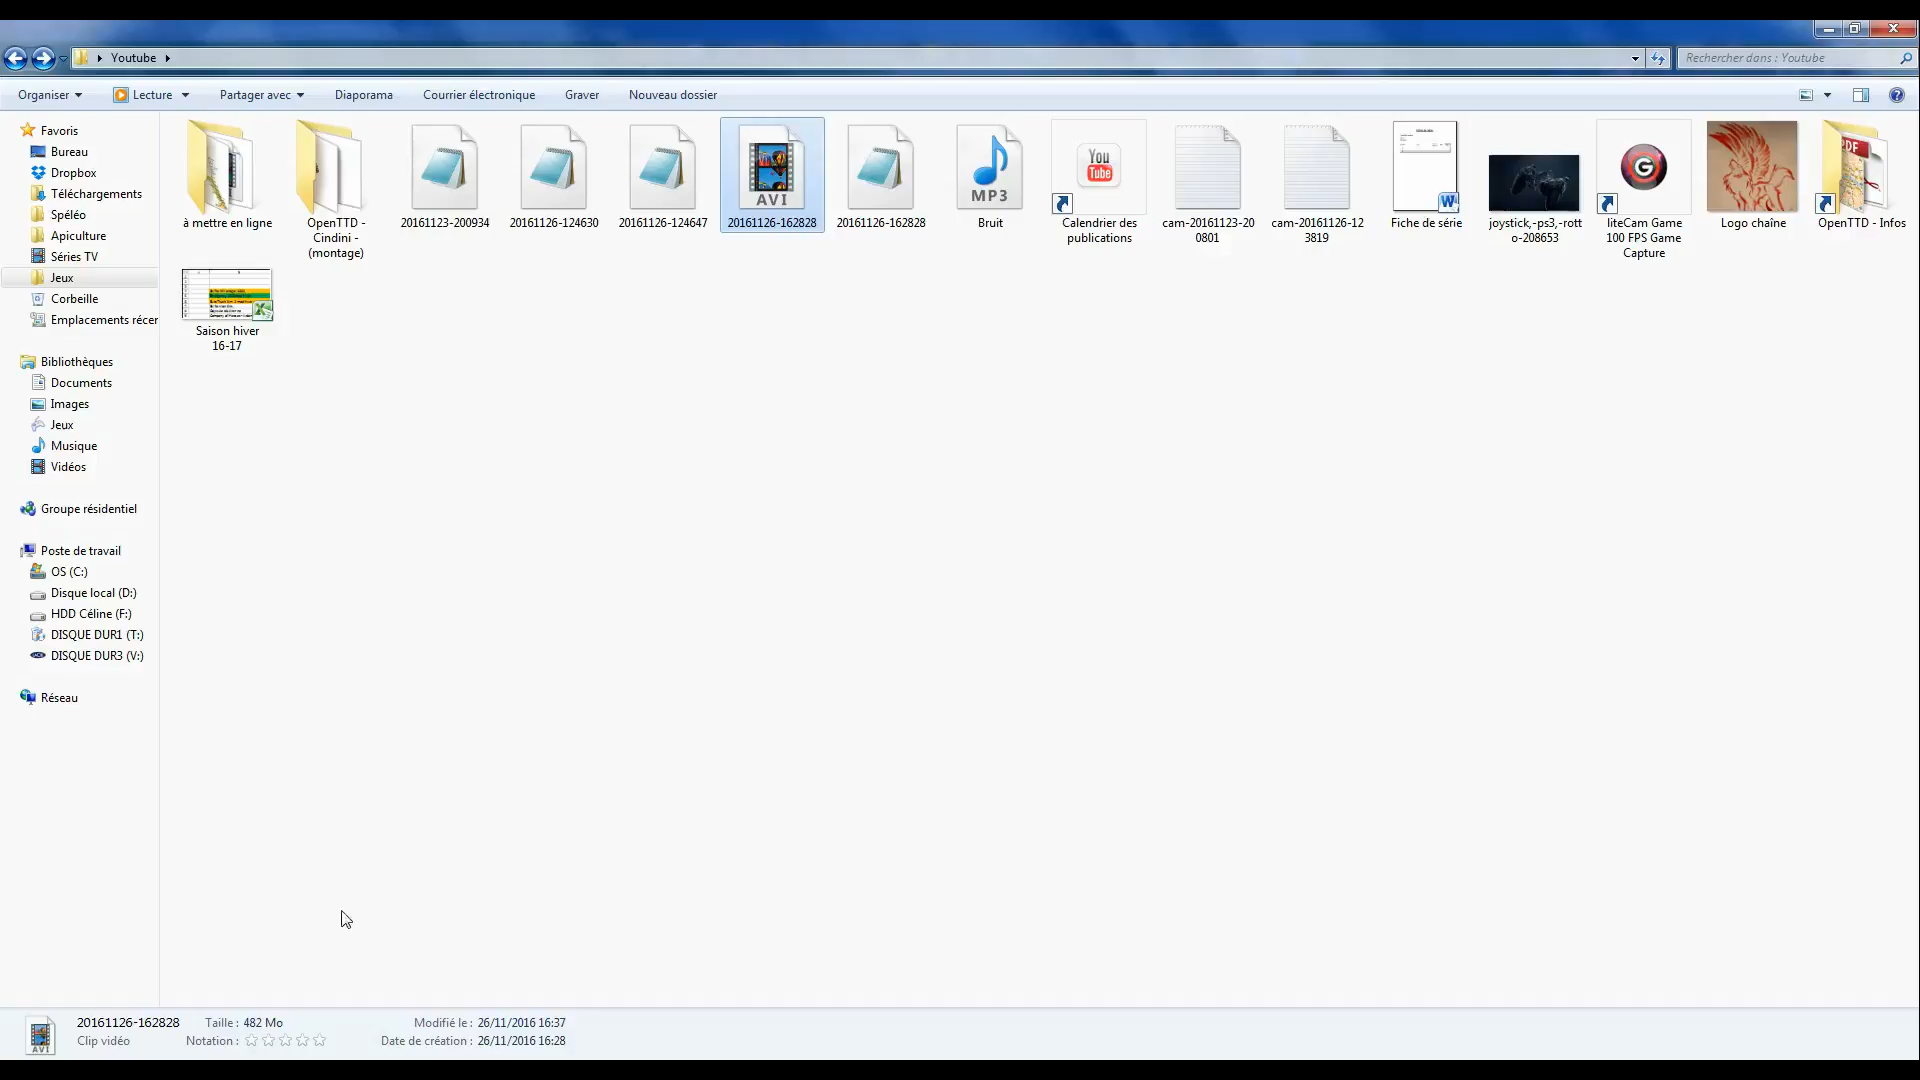 Youtube
Rechercher dans : Youtube
Organiser
Lecture
Partager avec
Diaporama
Courrier électronique
Graver
Nouveau dossier
Favoris
Bureau
Dropbox
Téléchargements
Spéléo
Apiculture
Séries TV
Jeux
Corbeille
Emplacements récer
Bibliothèques
Documents
Images
Jeux
Musique
Vidéos
Groupe résidentiel
Poste de travail
OS (C:)
Disque local (D:)
HDD Céline (F:)
DISQUE DUR1 (T:)
DISQUE DUR3 (V:)
Réseau
à mettre en ligne
OpenTTD -
Cindini -
(montage)
20161123-200934
20161126-124630
20161126-124647
AVI
20161126-162828
20161126-162828
MP3
Bruit
You
Tube
Calendrier des
publications
cam-20161123-20
0801
cam-20161126-12
3819
W
Fiche de série
joystick,-ps3,-rott
o-208653
G
liteCam Game
100 FPS Game
Capture
Logo chaîne
PDF
OpenTTD - Infos
Saison hiver
16-17
AVI
20161126-162828
Clip vidéo
Taille : 482 Mo
Notation :
Modifié le : 26/11/2016 16:37
Date de création : 26/11/2016 16:28